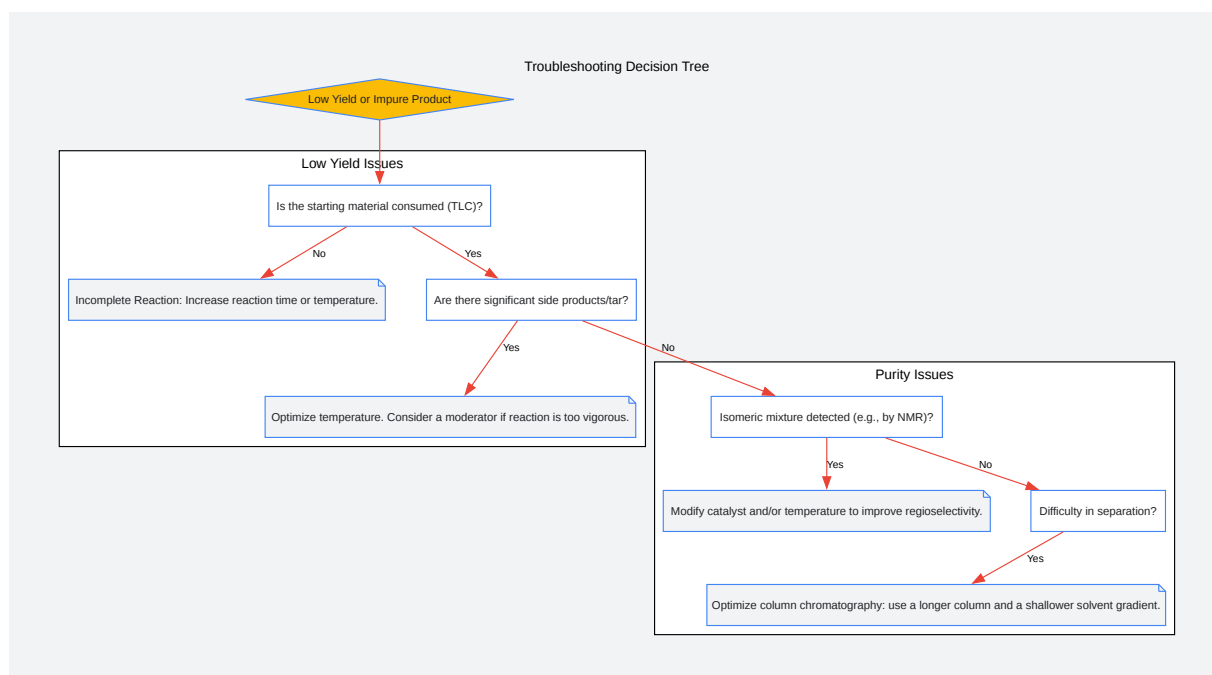 Troubleshooting Decision Tree
Low Yield or Impure Product
Low Yield Issues
Is the starting material consumed (TLC)?
No
Yes
Incomplete Reaction: Increase reaction time or temperature.
Are there significant side products/tar?
Yes
No
Purity Issues
Optimize temperature. Consider a moderator if reaction is too vigorous.
Isomeric mixture detected (e.g., by NMR)?
Yes
No
Modify catalyst and/or temperature to improve regioselectivity.
Difficulty in separation?
Yes
Optimize column chromatography: use a longer column and a shallower solvent gradient.